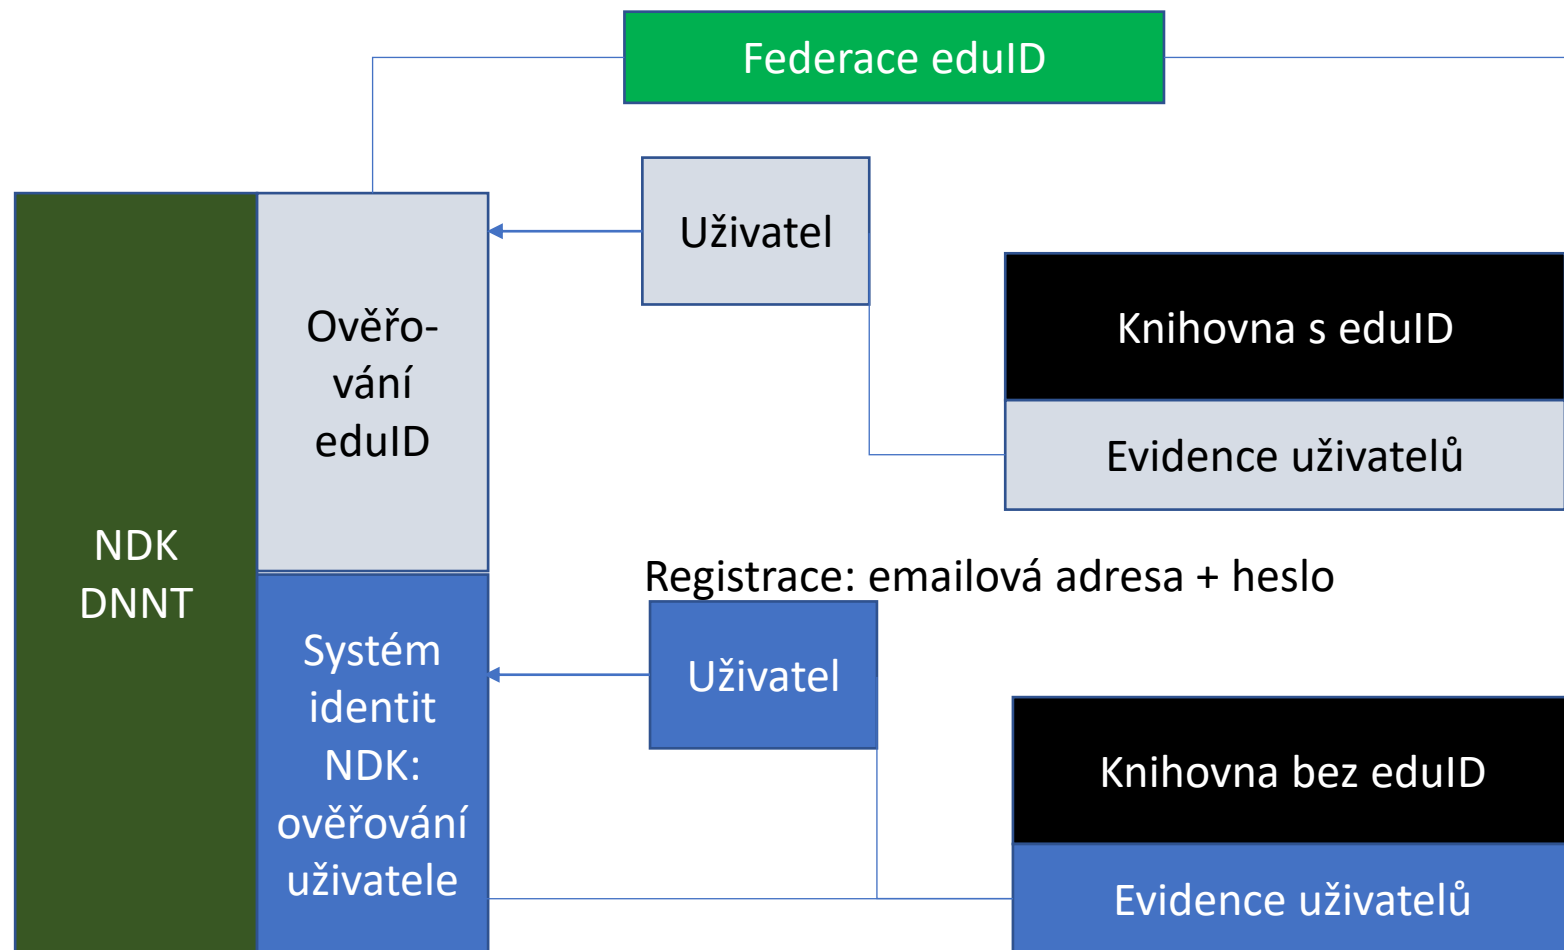 Federace eduID
Uživatel
Ověřo-
vání
eduID
Knihovna s eduID
Evidence uživatelů
NDK
DNNT
Registrace: emailová adresa + heslo
Systém
identit
NDK:
ověřování
uživatele
Uživatel
Knihovna bez eduID
Evidence uživatelů